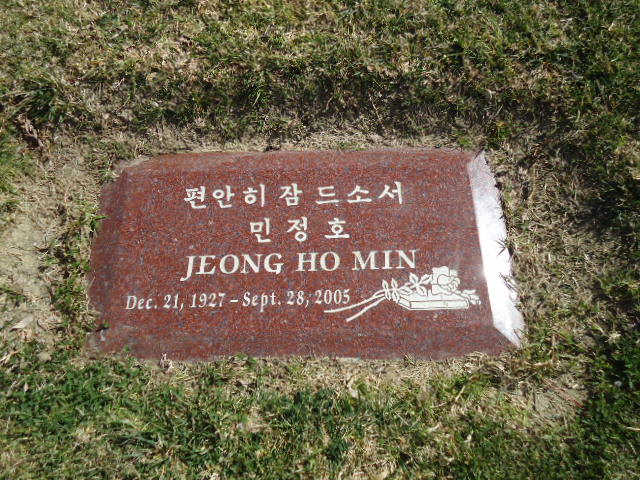 편안히 잠 드소서
민정호
JEONG HO MIN
Dec. 21, 1927 – Sept. 28, 2005